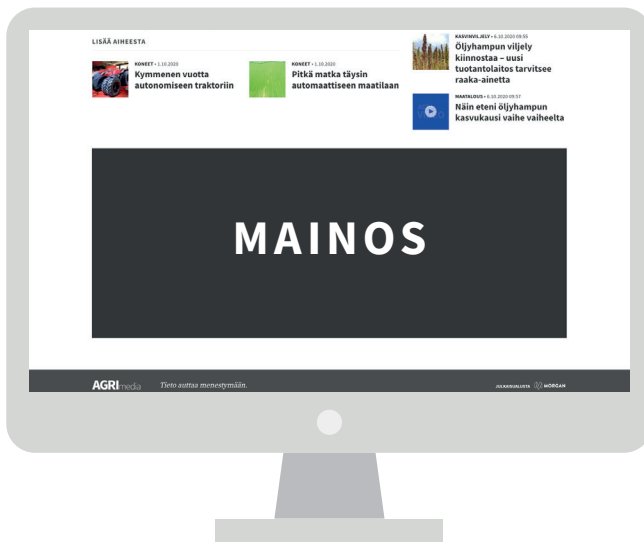 LISÄÄ AIHEESTA
KONEET • 1.10.2020
Kymmenen vuotta
autonomiseen traktoriin
KONEET • 1.10.2020
Pitkä matka täysin
automaattiseen maatilaan
KASVINVILJELY • 6.10.2020 09:55
Öljyhampun viljely
kiinnostaa – uusi
tuotantolaitos tarvitsee
raaka-ainetta
MAATALOUS • 6.10.2020 09:57
Näin eteni öljyhampun
kasvukausi vaihe vaiheelta
MAINOS
AGRImedia
Tieto auttaa menestymään.
JULKAISUALUSTA
MORGAN